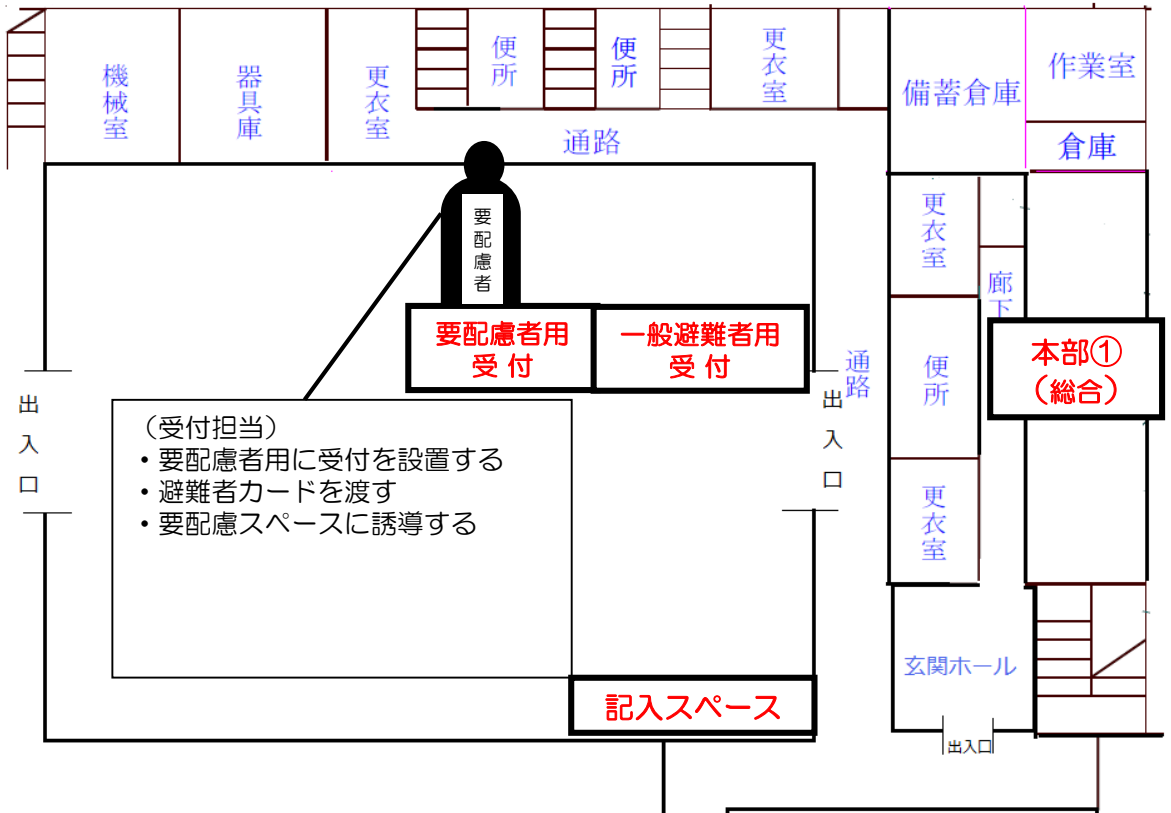 機械室
器具庫
更衣室
便所
便所
更衣室
備蓄倉庫
作業室
倉庫
通路
要配慮者
更衣室
廊下
要配慮者用
受付
一般避難者用
受付
本部①
（総合）
通路
便所
出入口
出入口
（受付担当）
・要配慮者用に受付を設置する
・避難者カードを渡す
・要配慮スペースに誘導する
更衣室
玄関ホール
記入スペース
出入口